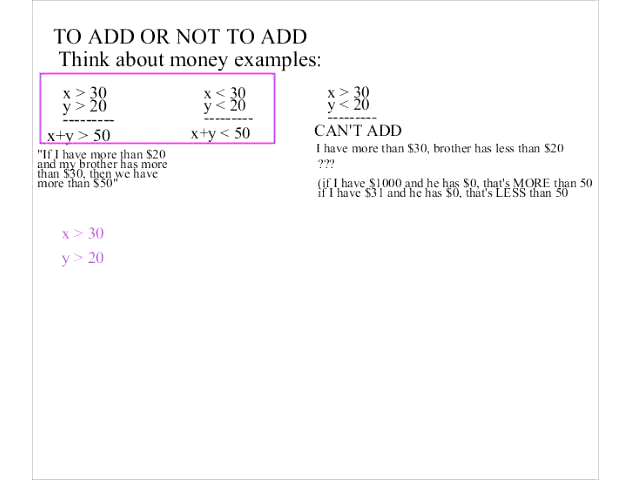 TO ADD OR NOT TO ADD
Think about money examples:
x > 30
y > 20
---------
x+y > 50
"If I have more than $20
and my brother has more
than $30, then we have
more than $50"
x < 30
y < 20
---------
x+y < 50
x > 30
y < 20
---------
CAN'T ADD
I have more than $30, brother has less than $20
???
(if I have $1000 and he has $0, that's MORE than 50
if I have $31 and he has $0, that's LESS than 50
x > 30
y > 20